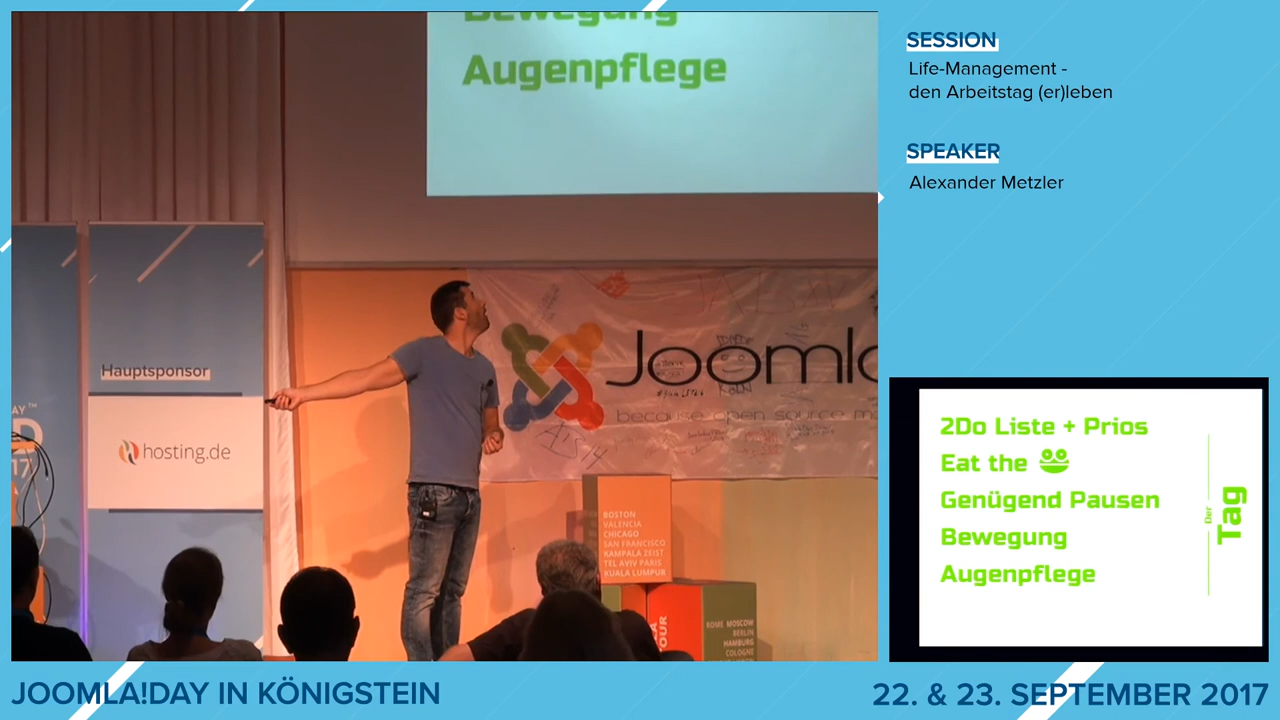 SESSION
Life-Management -
den Arbeitstag (er)leben
SPEAKER
Alexander Metzler
Bewegung
Augenpflege
Hauptsponsor
hosting.de
Joomla
because open source m
BOSTON
VALENCIA
CHICAGO
SAN FRANCISCO
KAMPALA ZEIST
TEL AVIV PARIS
KUALA LUMPUR
ROME MOSCOW
BERLIN
HAMBURG
COLOGNE
2Do Liste + Prios
Eat the
Genügend Pausen
Bewegung
Augenpflege
Der
Tag
JOOMLA!DAY IN KÖNIGSTEIN
22. & 23. SEPTEMBER 2017